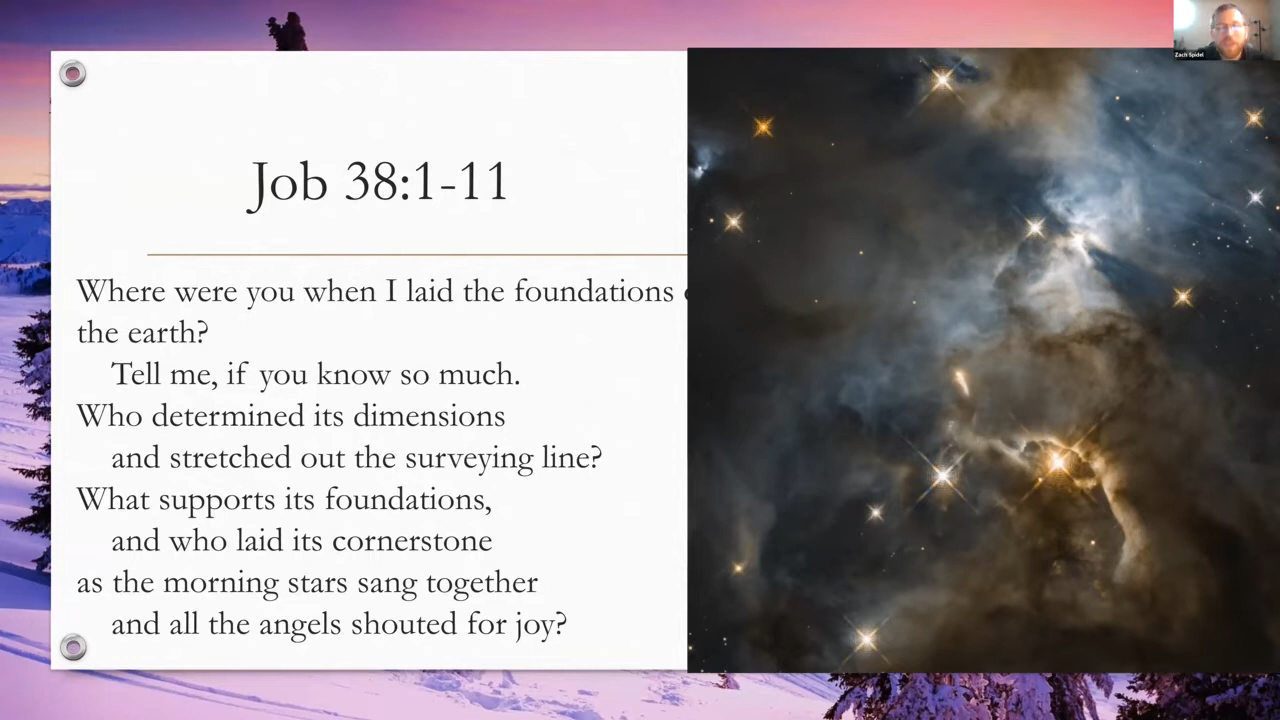 Zach Spidel
Job 38:1-11
Where were you when I laid the foundations
the earth?
Tell me, if you know so much.
Who determined its dimensions
and stretched out the surveying line?
What supports its foundations,
and who laid its cornerstone
as the morning stars sang together
and all the angels shouted for joy?